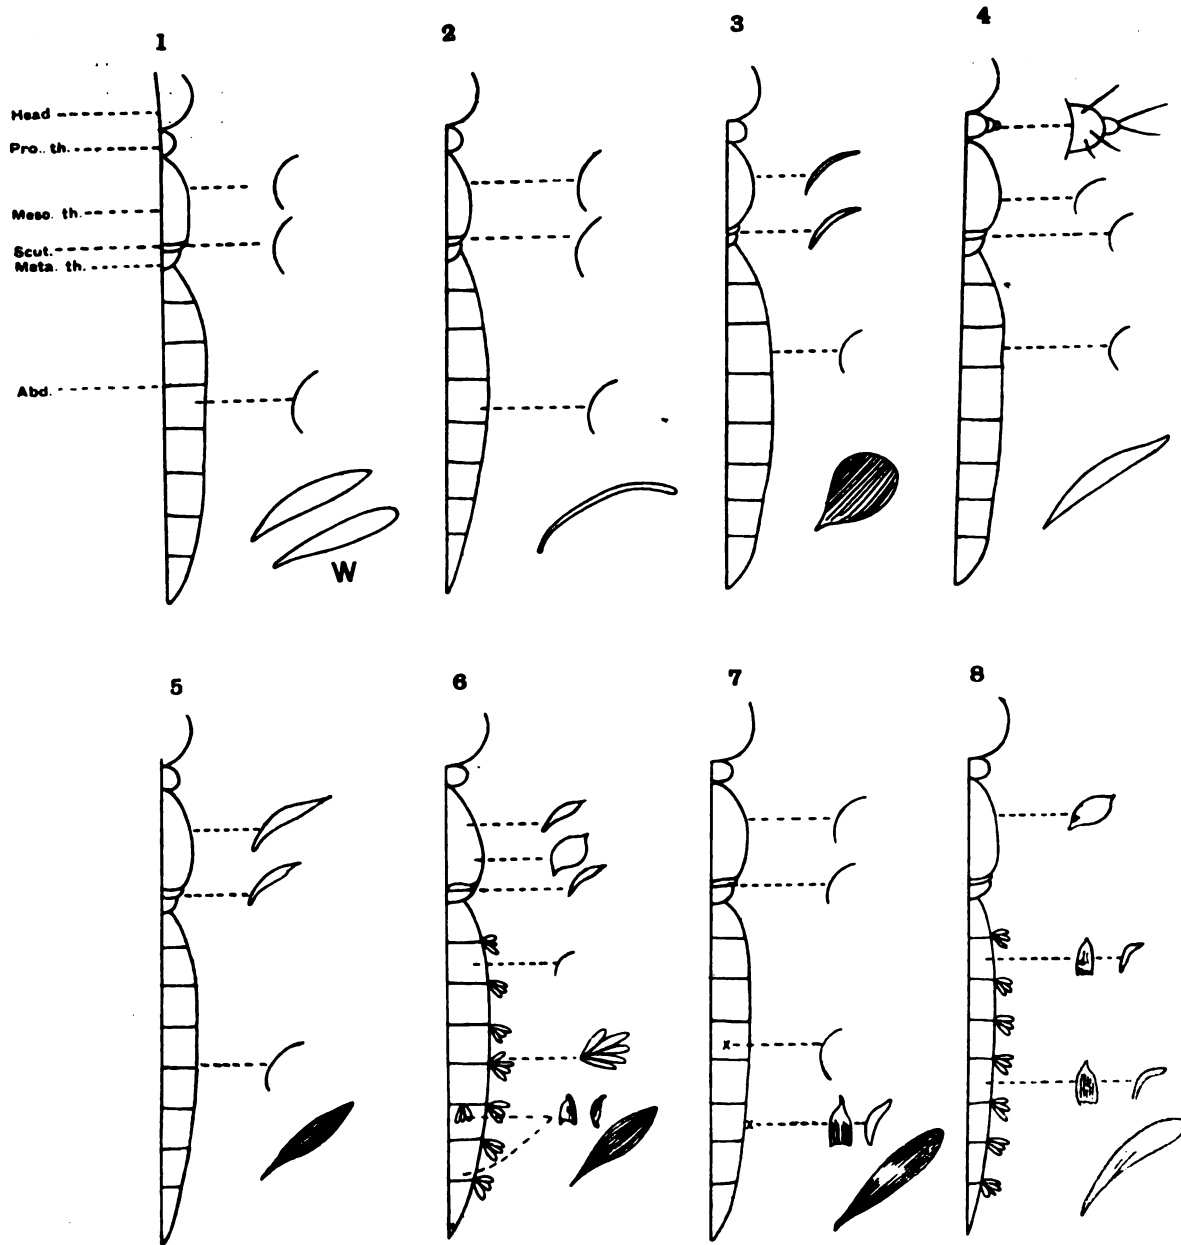 1
2
3
4
Head
Pro. th.
Meso. th.
Scut.
Meta. th.
Abd.
W
5
6
7
8
x
x